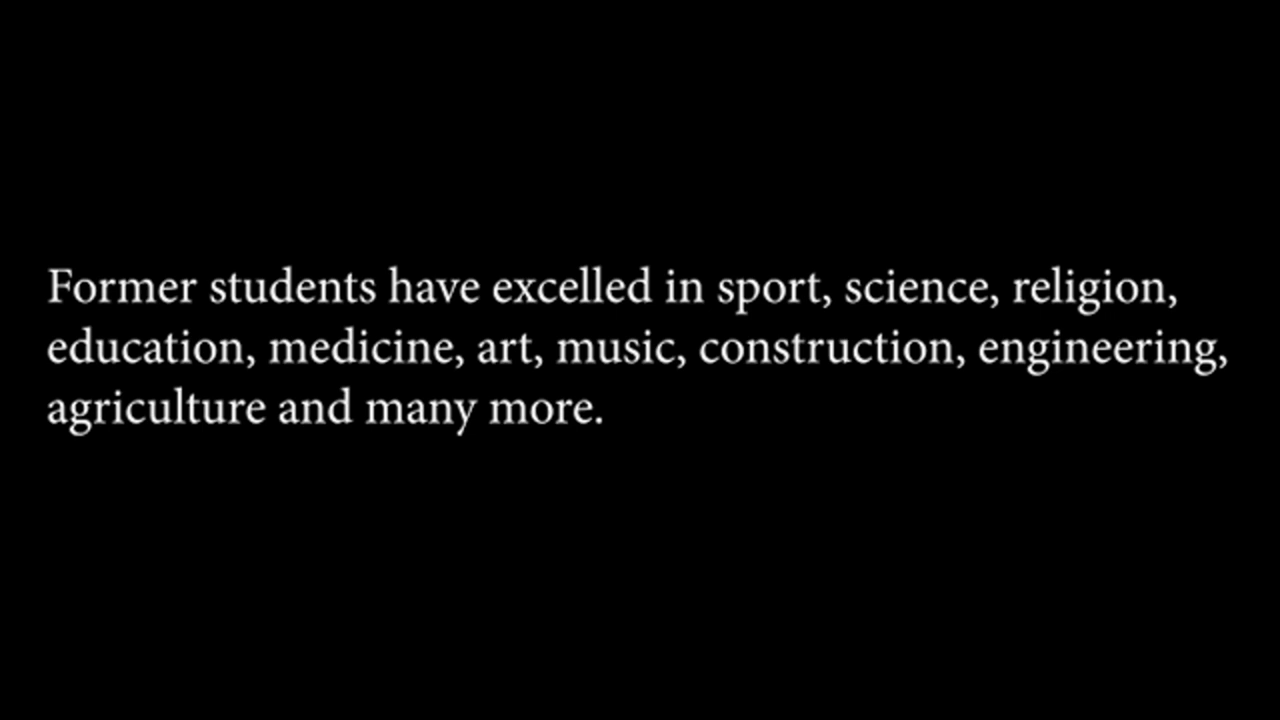 Former students have excelled in sport, science, religion,
education, medicine, art, music, construction, engineering,
agriculture and many more.